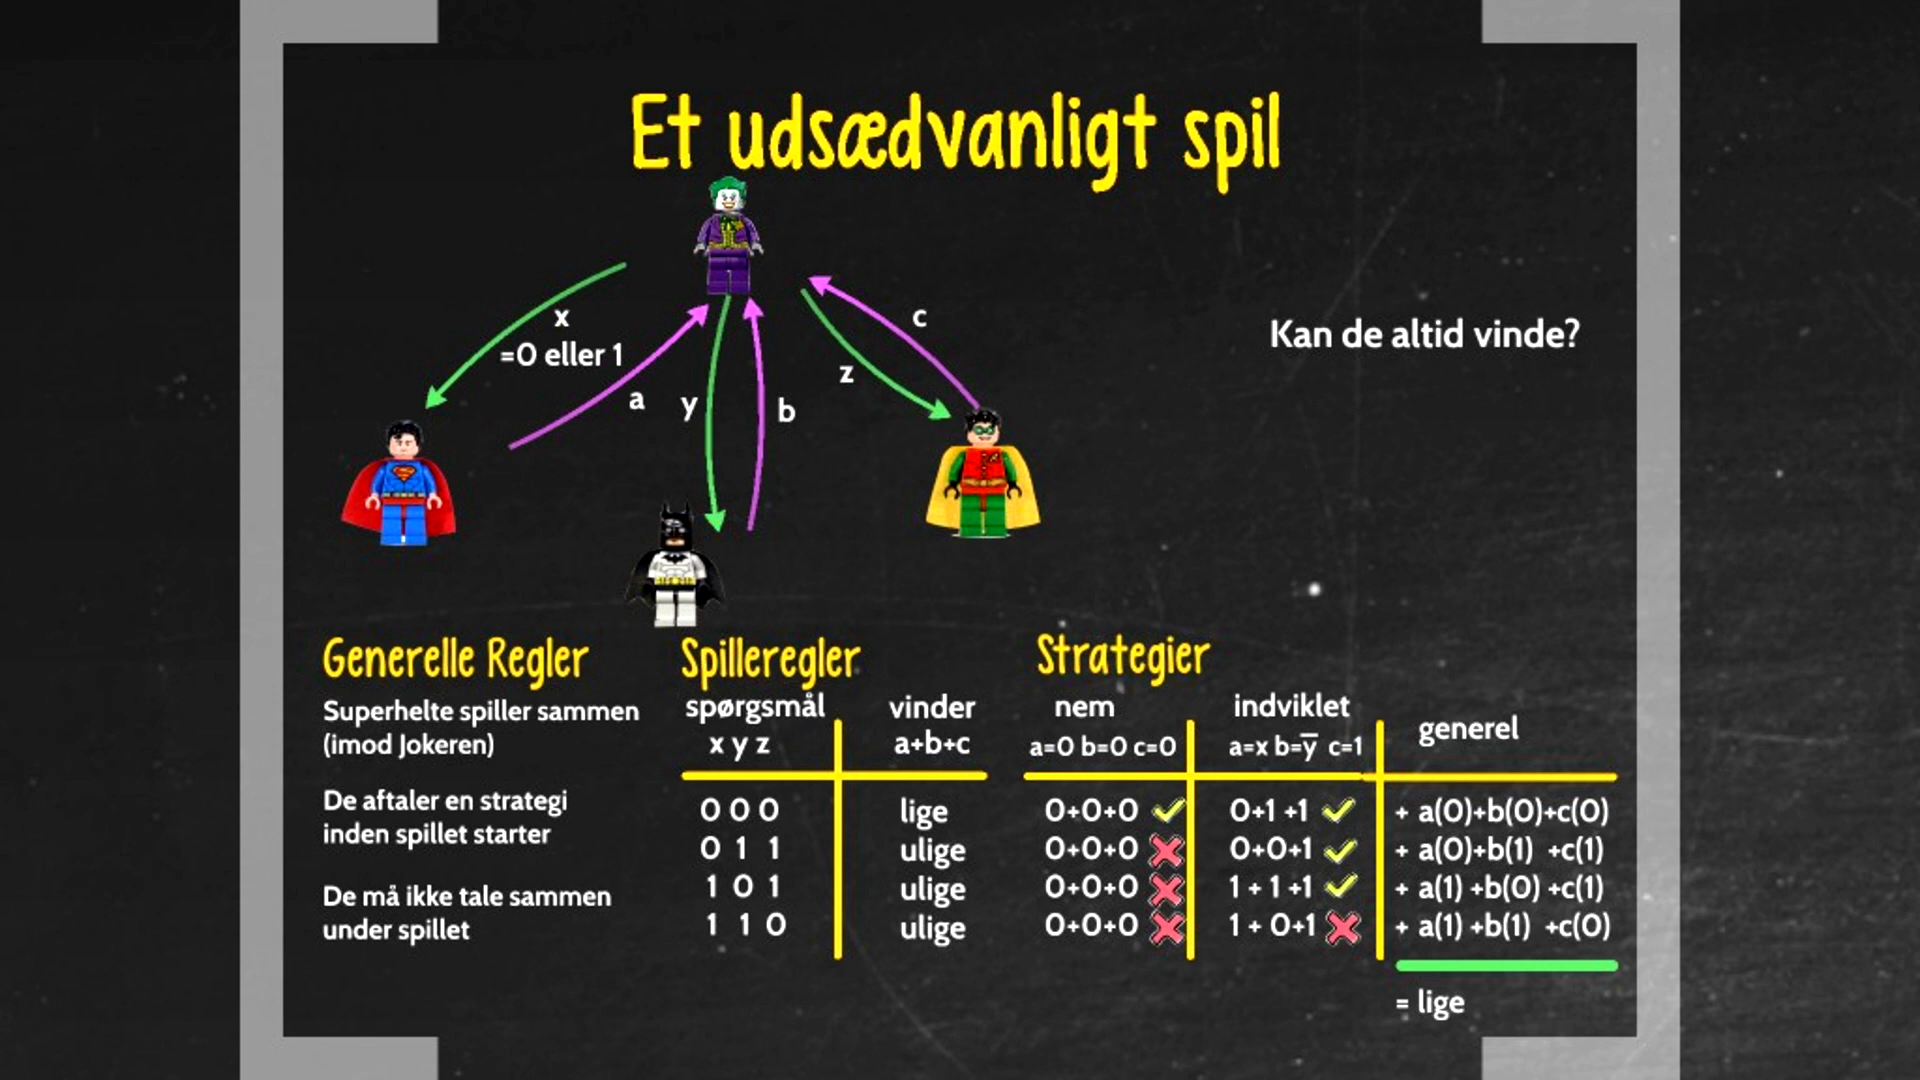 Et udsædvanligt spil
x
=0 eller 1
a
y
b
z
c
Kan de altid vinde?
Generelle Regler
Superhelte spiller sammen
(imod Jokeren)
De aftaler en strategi
inden spillet starter
De må ikke tale sammen
under spillet
Spilleregler
spørgsmål vinder
x y z a+b+c
0 0 0 lige
0 1 1 ulige
1 0 1 ulige
1 1 0 ulige
Strategier
nem indviklet generel
a=0 b=0 c=0 a=x b=y̅ c=1
0+0+0 ✓ 0+1 +1 ✓ + a(0)+b(0)+c(0)
0+0+0 ✗ 0+0+1 ✓ + a(0)+b(1) +c(1)
0+0+0 ✗ 1 + 1 +1 ✓ + a(1) +b(0) +c(1)
0+0+0 ✗ 1 + 0+1 ✗ + a(1) +b(1) +c(0)
= lige